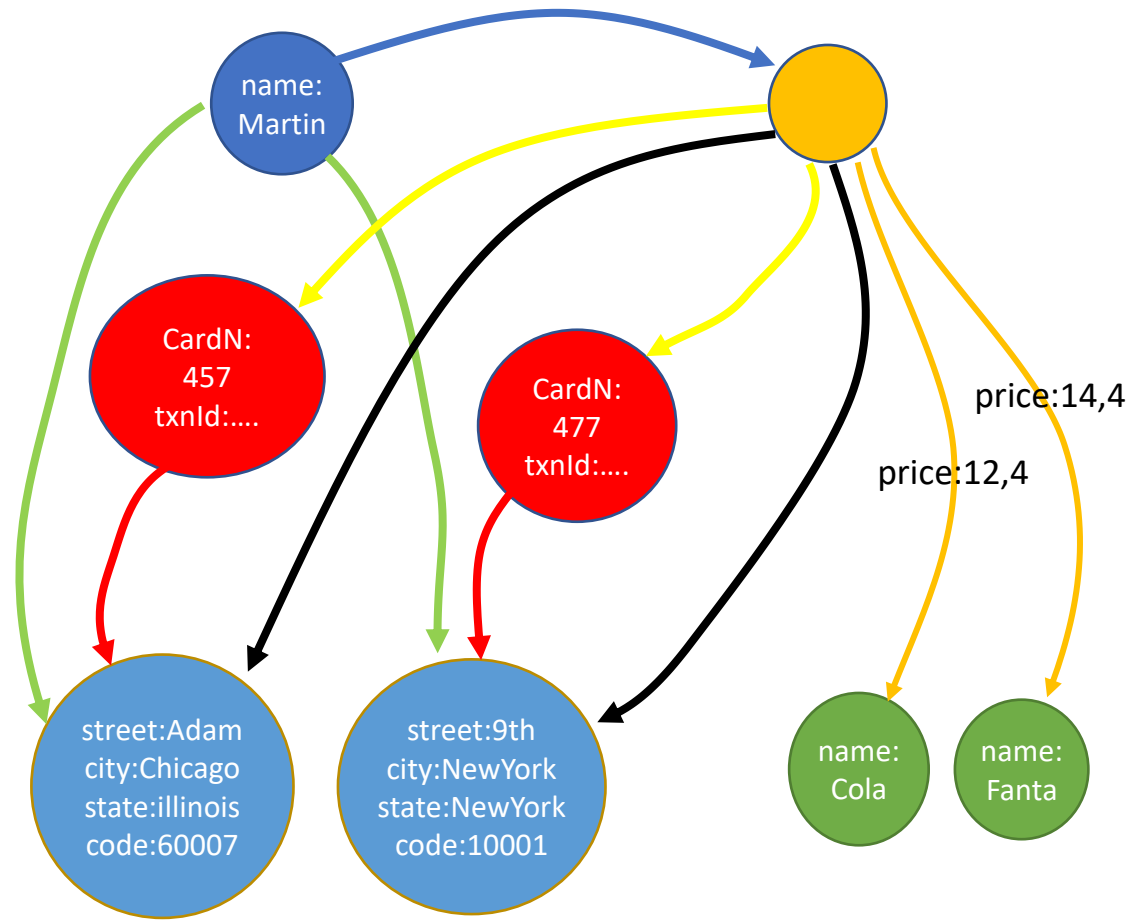 name:
Martin
CardN:
457
txnId:....
CardN:
477
txnId:....
price:14,4
price:12,4
street:Adam
city:Chicago
state:illinois
code:60007
street:9th
city:NewYork
state:NewYork
code:10001
name:
Cola
name:
Fanta